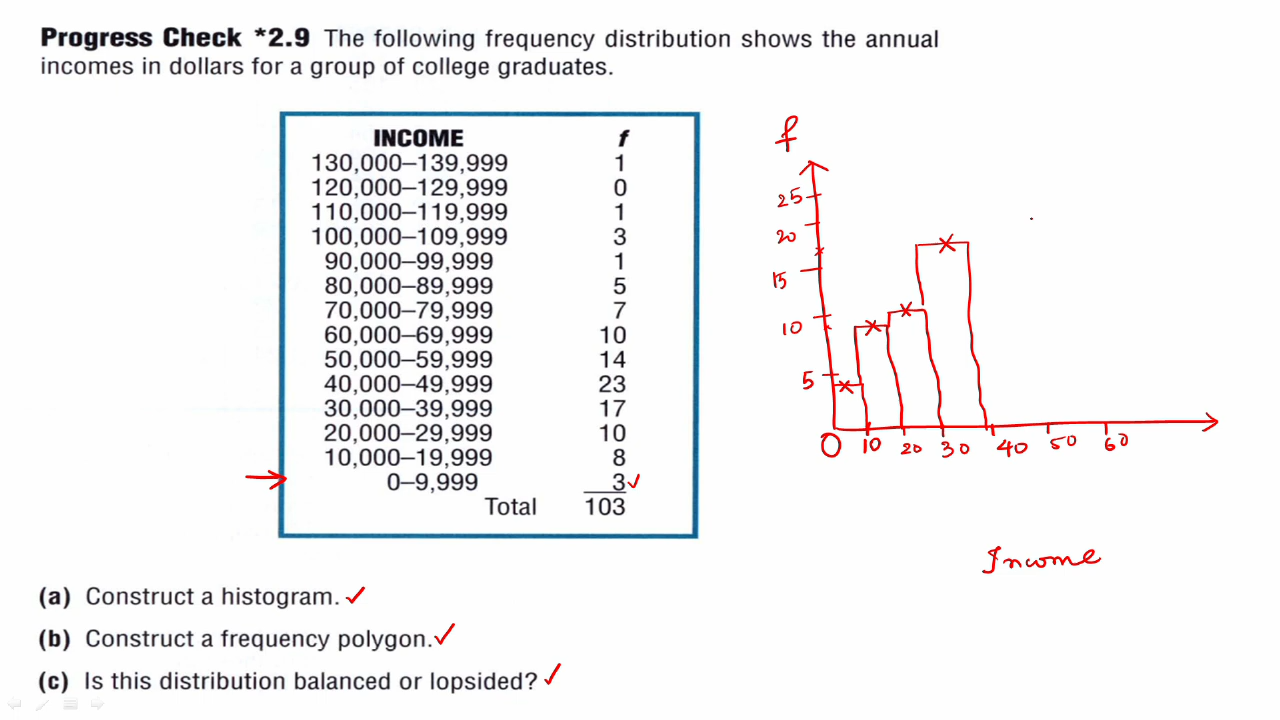 Progress Check *2.9 The following frequency distribution shows the annual
incomes in dollars for a group of college graduates.
INCOME f
130,000–139,999 1
120,000–129,999 0
110,000–119,999 1
100,000–109,999 3
90,000–99,999 1
80,000–89,999 5
70,000–79,999 7
60,000–69,999 10
50,000–59,999 14
40,000–49,999 23
30,000–39,999 17
20,000–29,999 10
10,000–19,999 8
0–9,999 3
Total 103
f
25
20
15
10
5
0 10 20 30 40 50 60
Income
(a) Construct a histogram.
(b) Construct a frequency polygon.
(c) Is this distribution balanced or lopsided?